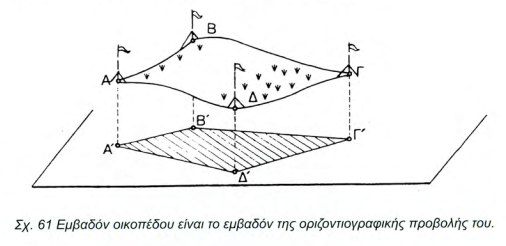 B
A
Γ
Δ
B′
A′
Γ′
Δ′
Σχ. 61 Εμβαδόν οικοπέδου είναι το εμβαδόν της οριζοντιογραφικής προβολής του.